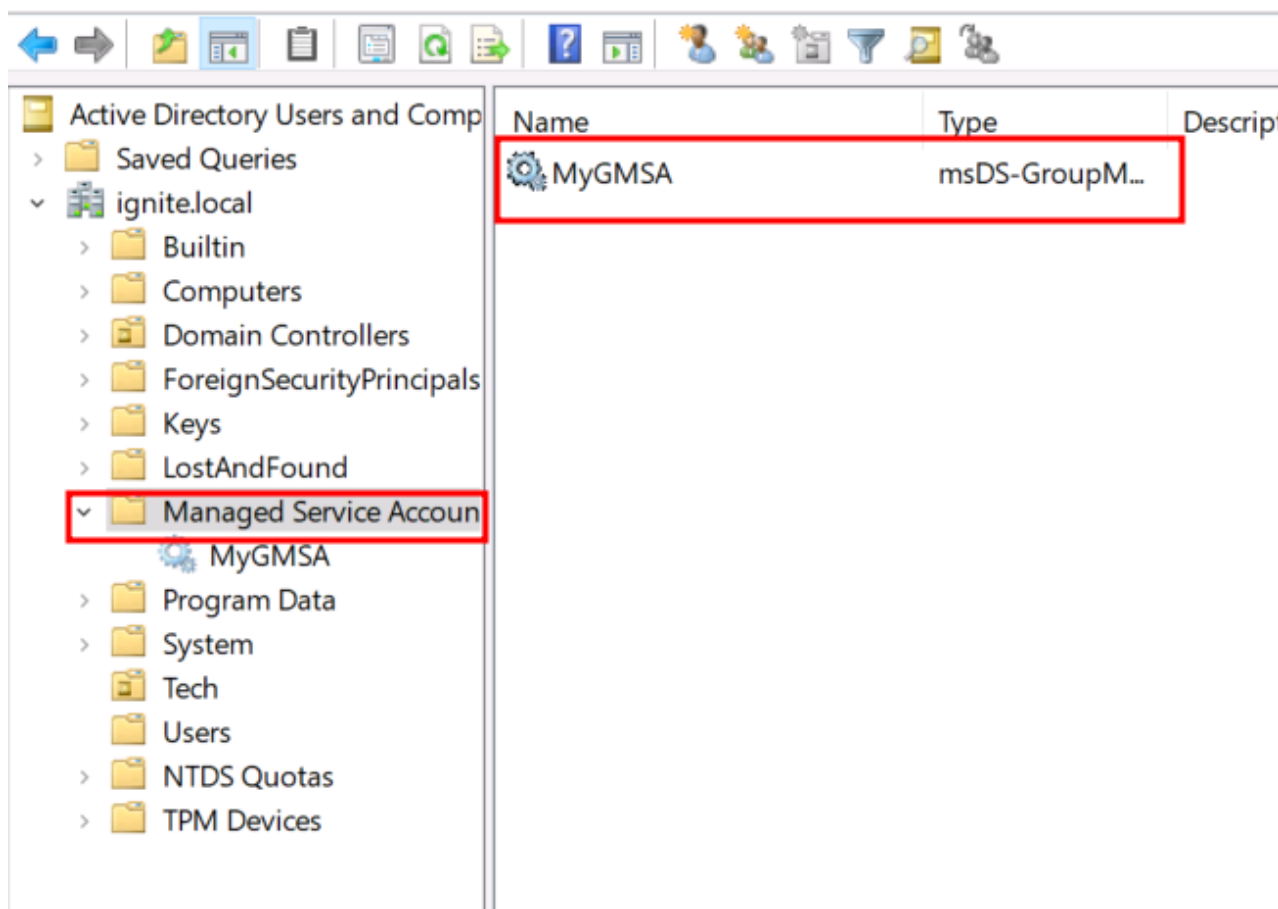 Active Directory Users and Comp
Saved Queries
ignite.local
Builtin
Computers
Domain Controllers
ForeignSecurityPrincipals
Keys
LostAndFound
Managed Service Accoun
MyGMSA
Program Data
System
Tech
Users
NTDS Quotas
TPM Devices
Name Type Descrip
MyGMSA msDS-GroupM...